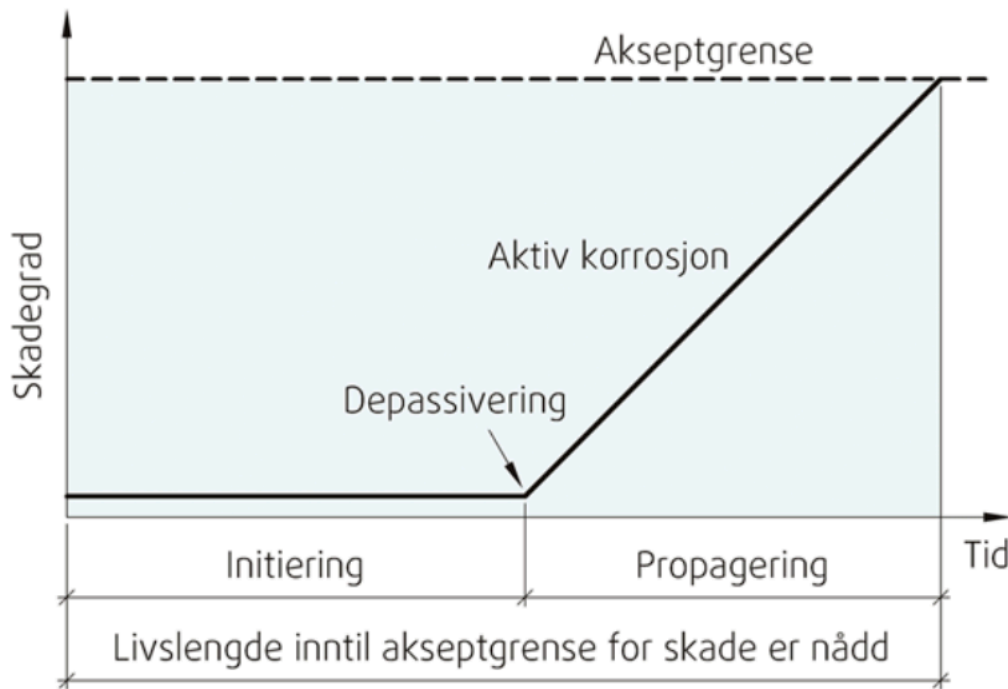 Akseptgrense
Skadegrad
Aktiv korrosjon
Depassivering
Initiering
Propagering
Tid
Livslengde inntil akseptgrense for skade er nådd